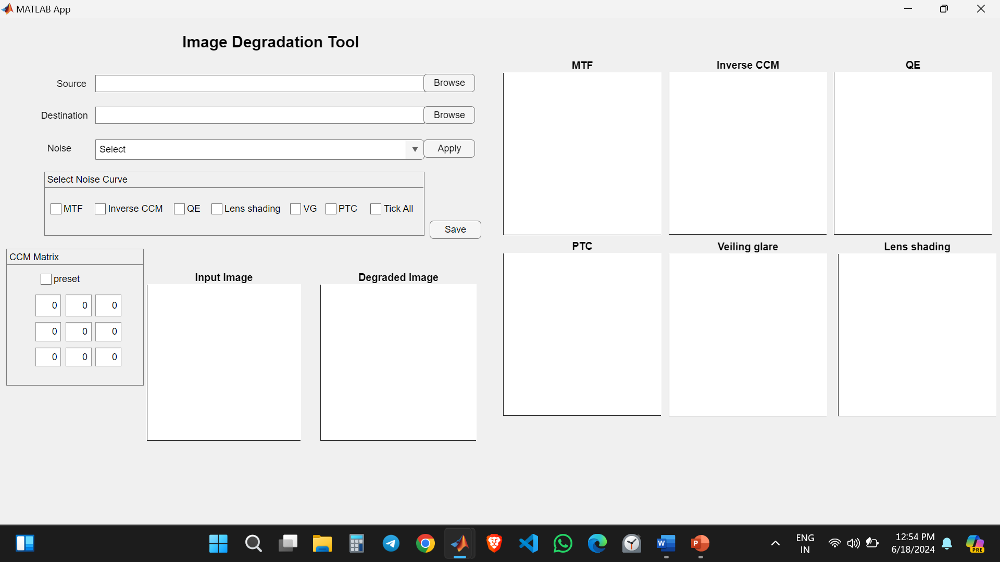 MATLAB App
Image Degradation Tool
Source
Browse
Destination
Browse
Noise
Select
Apply
Select Noise Curve
MTF Inverse CCM QE Lens shading VG PTC Tick All
Save
CCM Matrix
preset
0 0 0
0 0 0
0 0 0
Input Image
Degraded Image
MTF
Inverse CCM
QE
PTC
Veiling glare
Lens shading
W
P
ENG
IN
12:54 PM
6/18/2024
PRE